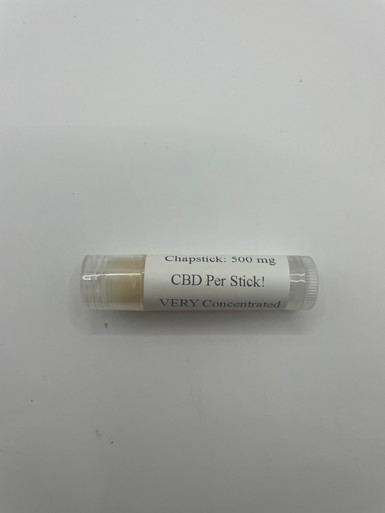 Chapstick: 500 mg
CBD Per Stick!
VERY Concentrated